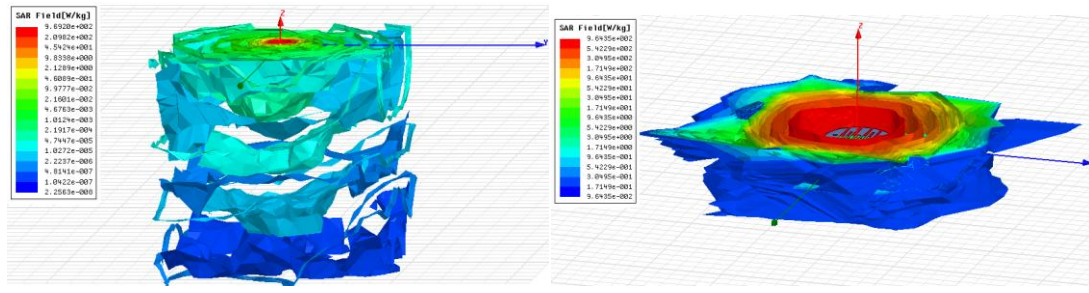 SAR Field[W/kg]
9.6920e+002
2.0982e+002
4.5424e+001
9.8338e+000
2.1289e+000
4.6089e-001
9.9777e-002
2.1601e-002
4.6763e-003
1.0124e-003
2.1917e-004
4.7447e-005
1.0272e-005
2.2237e-006
4.8141e-007
1.0422e-007
2.2563e-008
Z
Y
SAR Field[W/kg]
9.6435e+002
5.4229e+002
3.0495e+002
1.7149e+002
9.6435e+001
5.4229e+001
3.0495e+001
1.7149e+001
9.6435e+000
5.4229e+000
3.0495e+000
1.7149e+000
9.6435e-001
5.4229e-001
3.0495e-001
1.7149e-001
9.6435e-002
Z